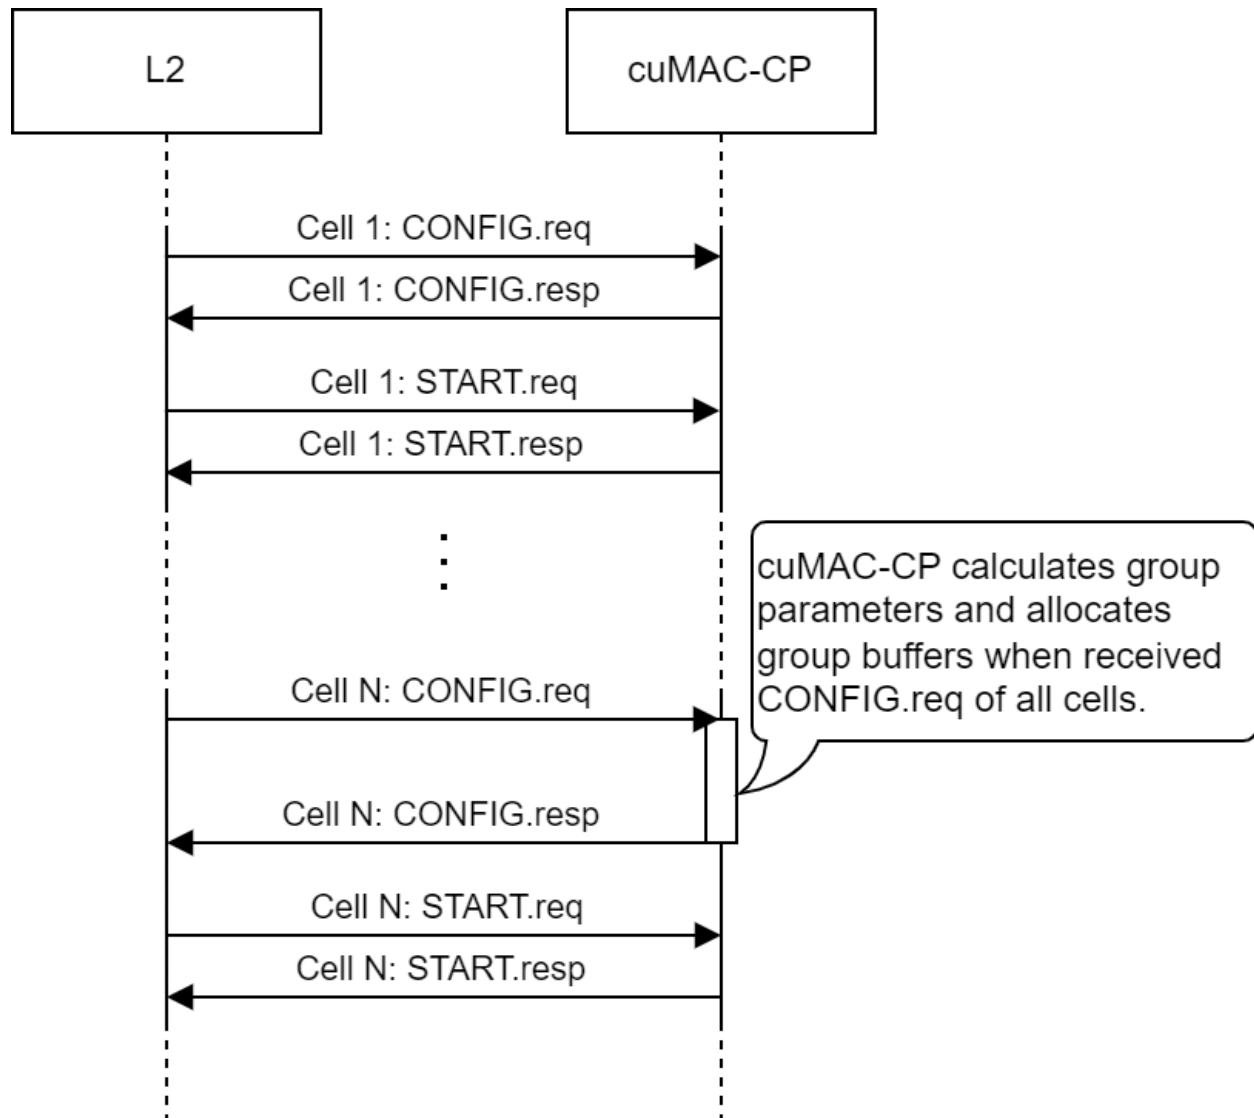 L2
cuMAC-CP
Cell 1: CONFIG.req
Cell 1: CONFIG.resp
Cell 1: START.req
Cell 1: START.resp
cuMAC-CP calculates group
parameters and allocates
group buffers when received
CONFIG.req of all cells.
Cell N: CONFIG.req
Cell N: CONFIG.resp
Cell N: START.req
Cell N: START.resp